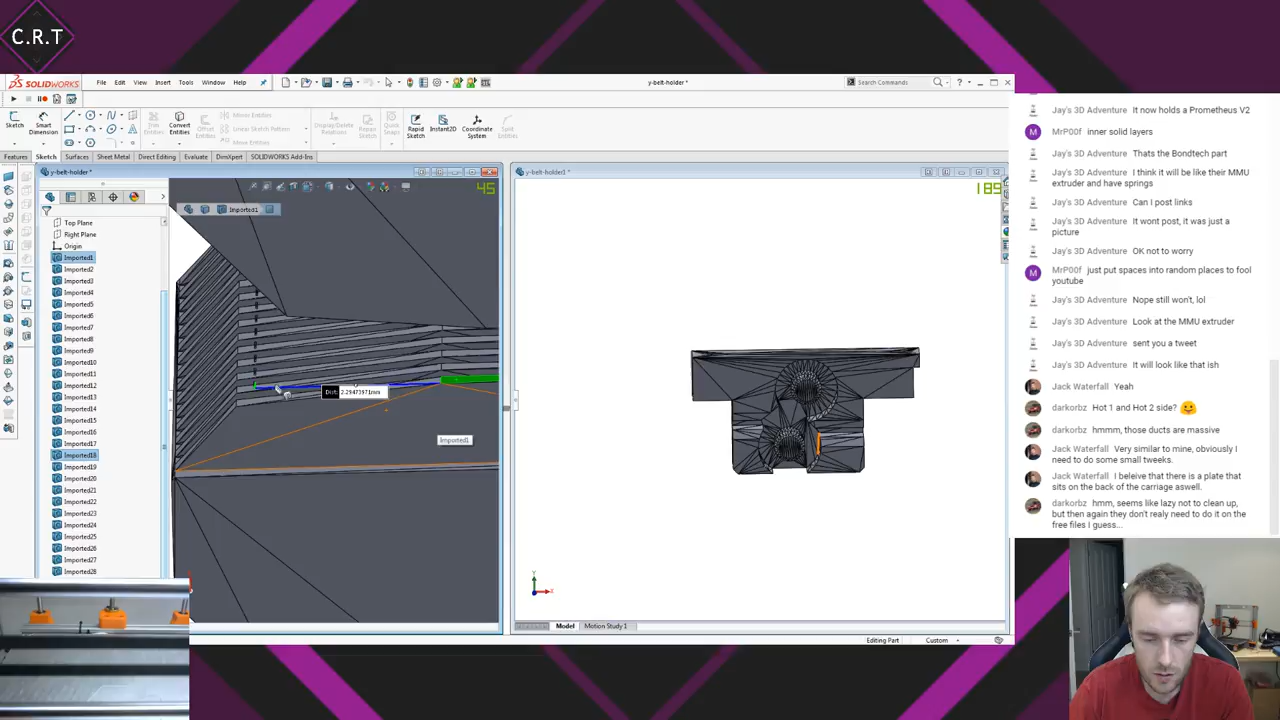 C.R.T
SOLIDWORKS File Edit View Insert Tools Window Help y-belt-holder * Search Commands
Sketch Smart Dimension Trim Entities Convert Entities Offset Entities Mirror Entities Linear Sketch Pattern Move Entities Display/Delete Relations Repair Sketch Quick Snaps Rapid Sketch Instant2D Coordinate System Split Entities
Features Sketch Surfaces Sheet Metal Direct Editing Evaluate DimXpert SOLIDWORKS Add-Ins
y-belt-holder * y-belt-holder1 *
45 189
Imported1
Top Plane
Right Plane
Origin
Imported1
Imported2
Imported3
Imported4
Imported5
Imported6
Imported7
Imported8
Imported9
Imported10
Imported11
Imported12
Imported13
Imported14
Imported15
Imported16
Imported17
Imported18
Imported19
Imported20
Imported21
Imported22
Imported23
Imported24
Imported25
Imported26
Imported27
Imported28
Dist: 2.29473971mm
Imported1
Y
X
Model Motion Study 1
Editing Part Custom
Jay's 3D Adventure It now holds a Prometheus V2
M MrP00f inner solid layers
Jay's 3D Adventure Thats the Bondtech part
Jay's 3D Adventure I think it will be like their MMU
extruder and have springs
Jay's 3D Adventure Can I post links
Jay's 3D Adventure It wont post, it was just a
picture
Jay's 3D Adventure OK not to worry
M MrP00f just put spaces into random places to fool
youtube
Jay's 3D Adventure Nope still won't, lol
Jay's 3D Adventure Look at the MMU extruder
Jay's 3D Adventure sent you a tweet
Jay's 3D Adventure It will look like that ish
Jack Waterfall Yeah
darkorbz Hot 1 and Hot 2 side? 🤗
darkorbz hmmm, those ducts are massive
Jack Waterfall Very similar to mine, obviously I
need to do some small tweeks.
Jack Waterfall I beleive that there is a plate that
sits on the back of the carriage aswell.
darkorbz hmm, seems like lazy not to clean up,
but then again they don't realy need to do it on the
free files I guess...